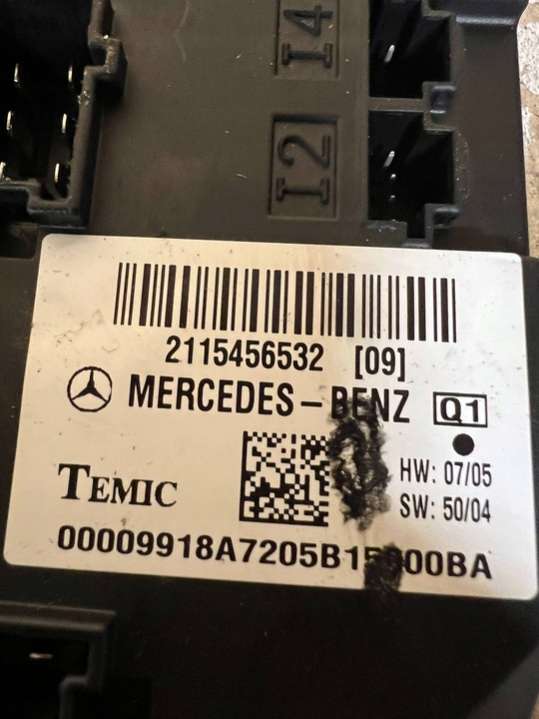 I4
I2
2115456532 [09]
MERCEDES-BENZ Q1
TEMIC
HW: 07/05
SW: 50/04